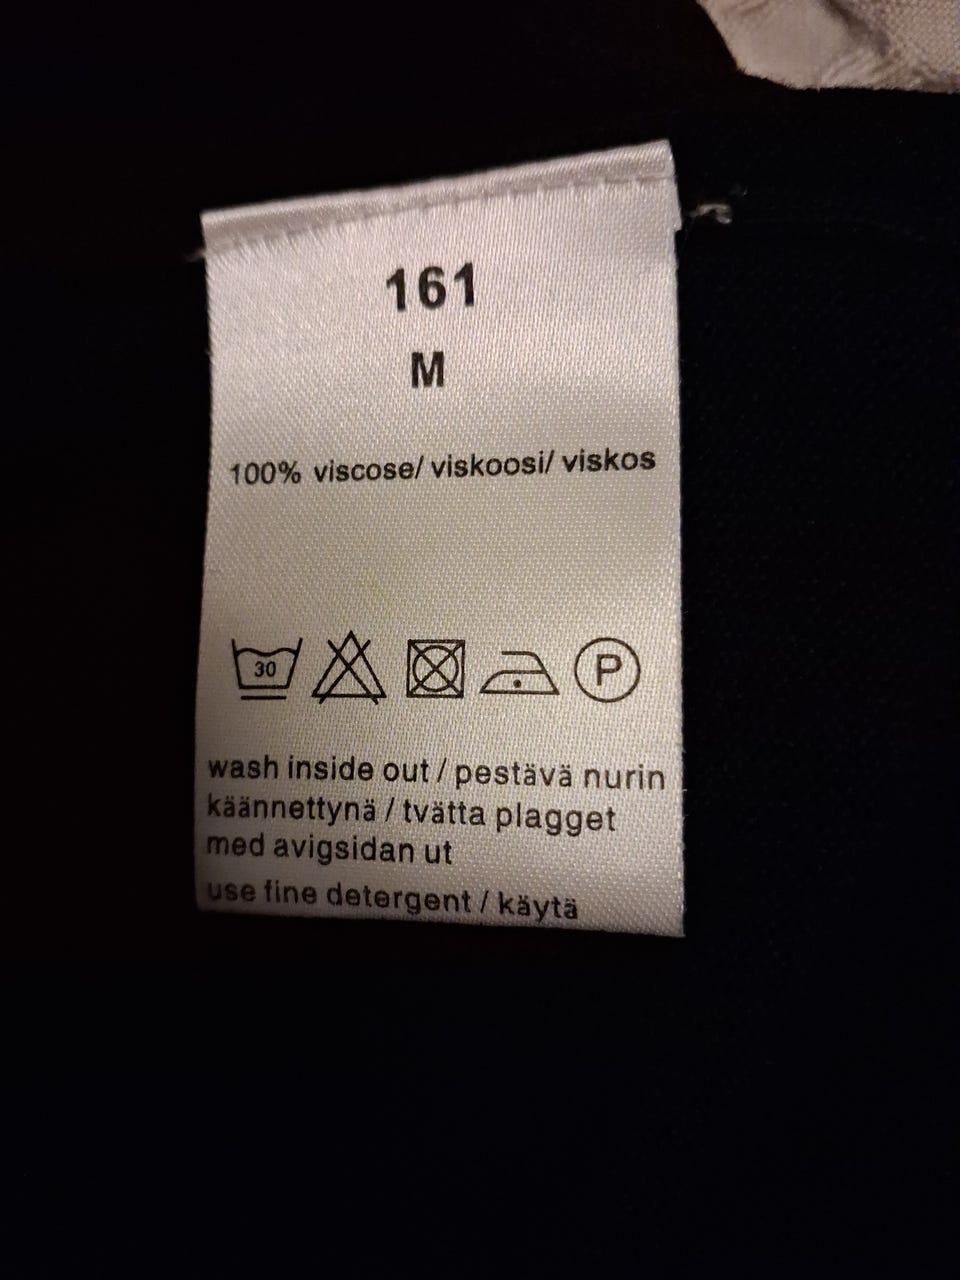 161
M
100% viscose/ viskoosi/ viskos
30
P
wash inside out / pestävä nurin
käännettynä / tvätta plagget
med avigsidan ut
use fine detergent / käytä